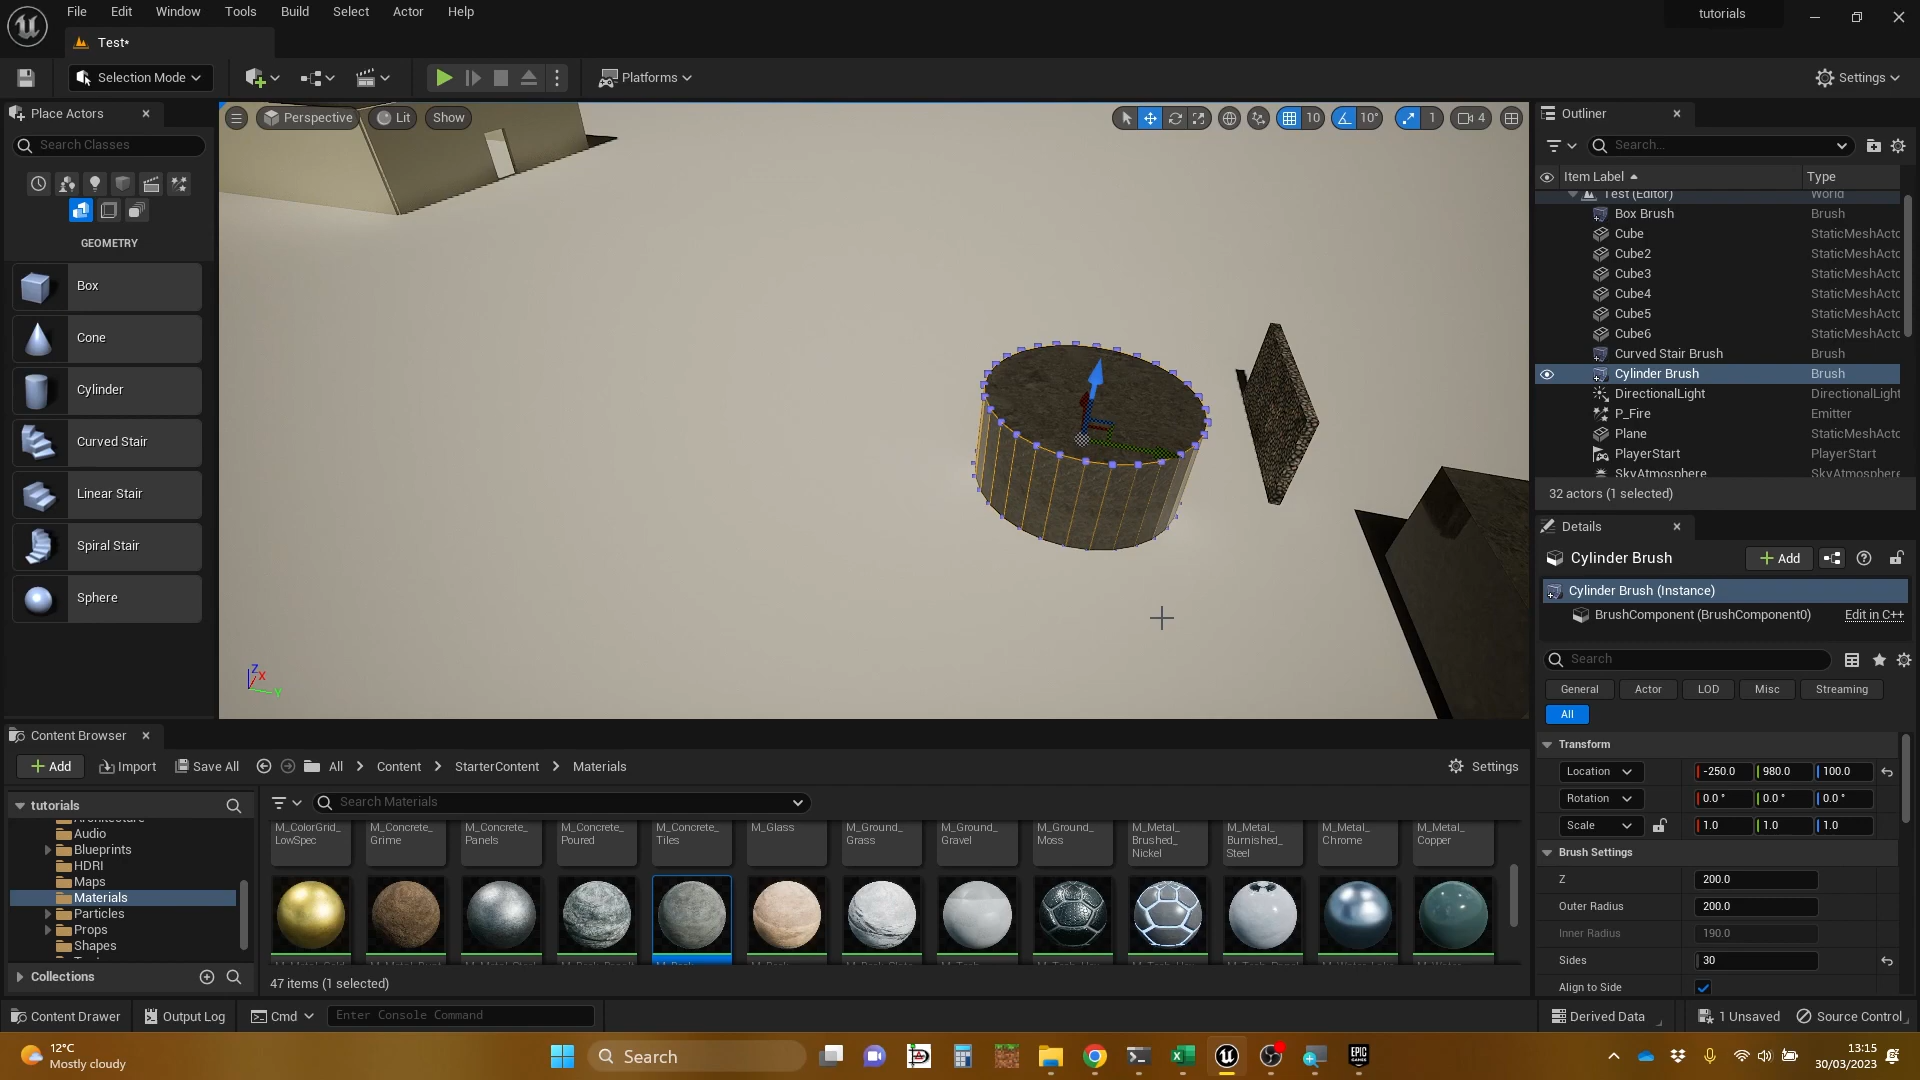 File Edit Window Tools Build Select Actor Help
tutorials
Test*
Selection Mode
Platforms
Settings
Place Actors
Search Classes
GEOMETRY
Box
Cone
Cylinder
Curved Stair
Linear Stair
Spiral Stair
Sphere
Perspective Lit Show
10 10° 1 4
Z X Y
Outliner
Search...
Item Label Type
Test (Editor) World
Box Brush Brush
Cube StaticMeshActo
Cube2 StaticMeshActo
Cube3 StaticMeshActo
Cube4 StaticMeshActo
Cube5 StaticMeshActo
Cube6 StaticMeshActo
Curved Stair Brush Brush
Cylinder Brush Brush
DirectionalLight DirectionalLight
P_Fire Emitter
Plane StaticMeshActo
PlayerStart PlayerStart
SkyAtmosphere SkyAtmosphere
32 actors (1 selected)
Details
Cylinder Brush Add
Cylinder Brush (Instance)
BrushComponent (BrushComponent0) Edit in C++
Search
General Actor LOD Misc Streaming
All
Transform
Location -250.0 980.0 100.0
Rotation 0.0 ° 0.0 ° 0.0 °
Scale 1.0 1.0 1.0
Brush Settings
Z 200.0
Outer Radius 200.0
Inner Radius 190.0
Sides 30
Align to Side
Content Browser
Add Import Save All All > Content > StarterContent > Materials Settings
tutorials
Architecture
Audio
Blueprints
HDRI
Maps
Materials
Particles
Props
Shapes
Collections
Search Materials
M_ColorGrid_ M_Concrete_ M_Concrete_ M_Concrete_ M_Concrete_ M_Glass M_Ground_ M_Ground_ M_Ground_ M_Metal_ M_Metal_ M_Metal_ M_Metal_
LowSpec Grime Panels Poured Tiles Grass Gravel Moss Brushed_ Burnished_ Chrome Copper
Nickel Steel
47 items (1 selected)
Content Drawer Output Log Cmd Enter Console Command Derived Data 1 Unsaved Source Control
12°C
Mostly cloudy
Search
EPIC
GAMES
13:15
30/03/2023